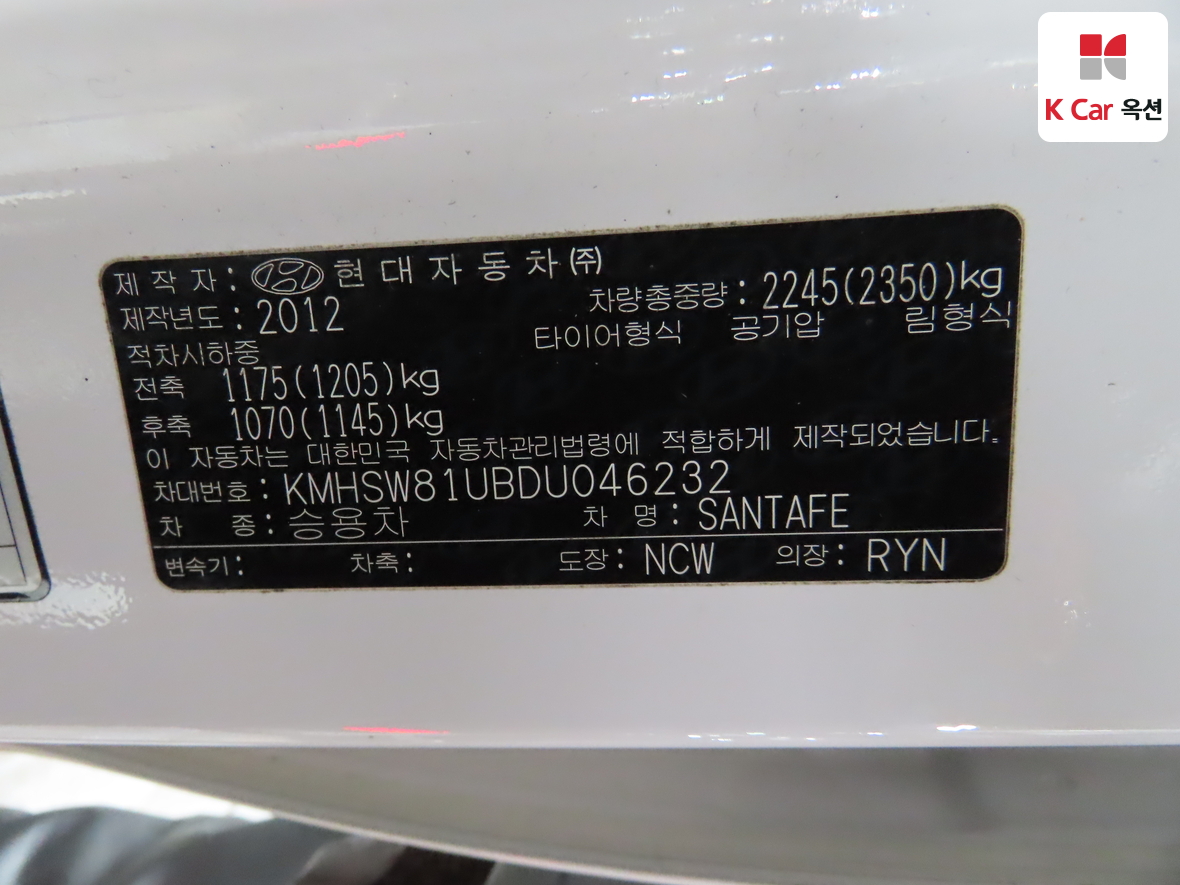 K Car 옥션
제 작 자 : 현 대 자 동 차 ㈜
제작년도 : 2012 차량총중량 : 2245(2350)kg
적차시하중 타이어형식 공기압 림형식
전축 1175(1205)kg
후축 1070(1145)kg
이 자동차는 대한민국 자동차관리법령에 적합하게 제작되었습니다.
차대번호 : KMHSW81UBDU046232
차 종 : 승용차 차 명 : SANTAFE
변속기 : 차축 : 도장 : NCW 의장 : RYN